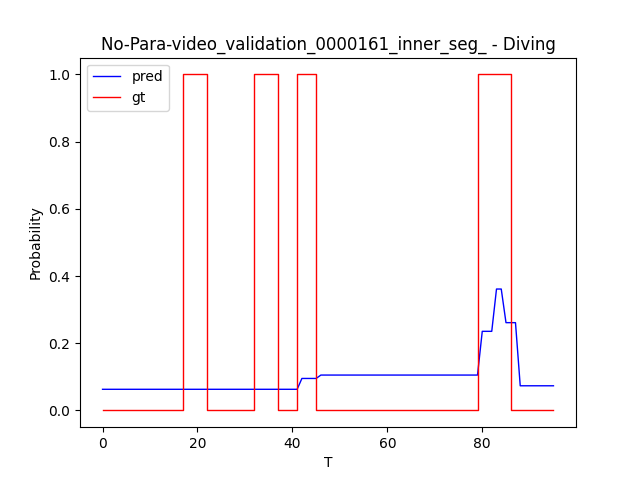 No-Para-video_validation_0000161_inner_seg_ - Diving
pred
gt
1.0
0.8
0.6
0.4
0.2
0.0
Probability
0 20 40 60 80
T